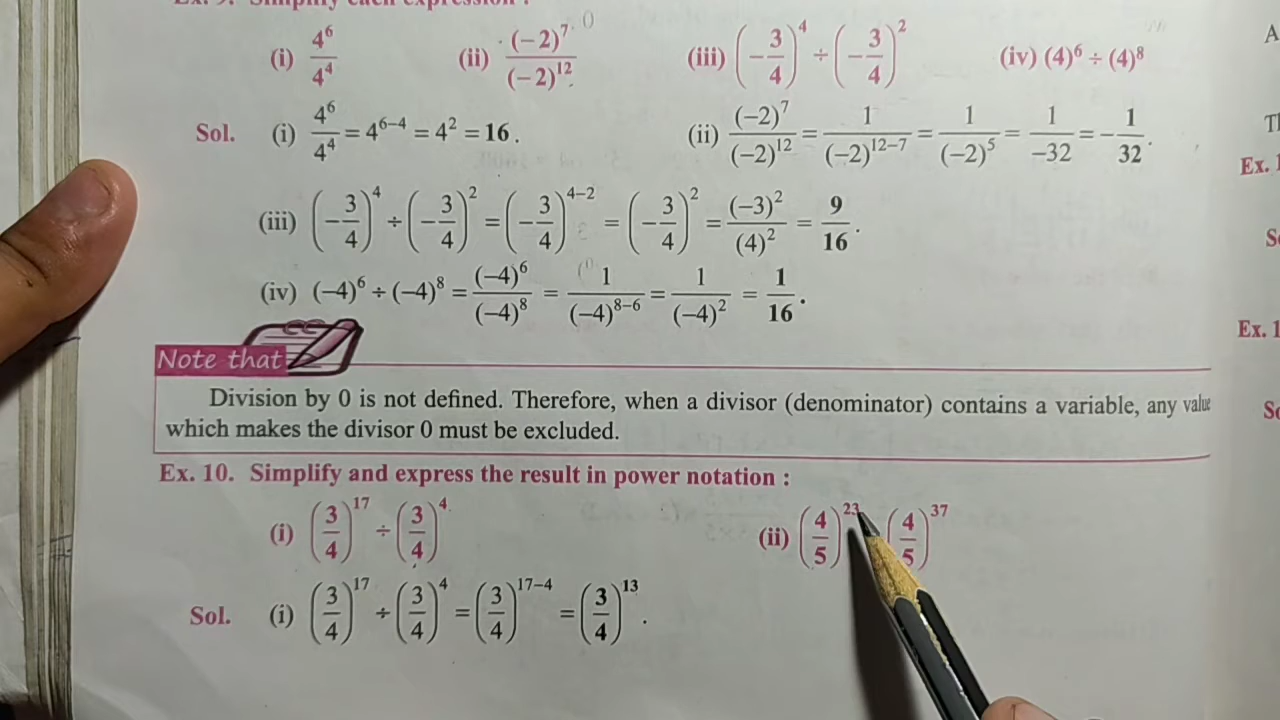 Ex. 9. Simplify each expression :
(i) 4^6/4^4 (ii) (–2)^7/(–2)^12 (iii) (–3/4)^4 ÷ (–3/4)^2 (iv) (4)^6 ÷ (4)^8
Sol. (i) 4^6/4^4 = 4^(6–4) = 4^2 = 16 . (ii) (–2)^7/(–2)^12 = 1/(–2)^(12–7) = 1/(–2)^5 = 1/–32 = –1/32 .
(iii) (–3/4)^4 ÷ (–3/4)^2 = (–3/4)^(4–2) = (–3/4)^2 = (–3)^2/(4)^2 = 9/16 .
(iv) (–4)^6 ÷ (–4)^8 = (–4)^6/(–4)^8 = 1/(–4)^(8–6) = 1/(–4)^2 = 1/16 .
Note that
Division by 0 is not defined. Therefore, when a divisor (denominator) contains a variable, any value
which makes the divisor 0 must be excluded.
Ex. 10. Simplify and express the result in power notation :
(i) (3/4)^17 ÷ (3/4)^4 (ii) (4/5)^23 (4/5)^37
Sol. (i) (3/4)^17 ÷ (3/4)^4 = (3/4)^(17–4) = (3/4)^13 .
A
Ex.
Ex.